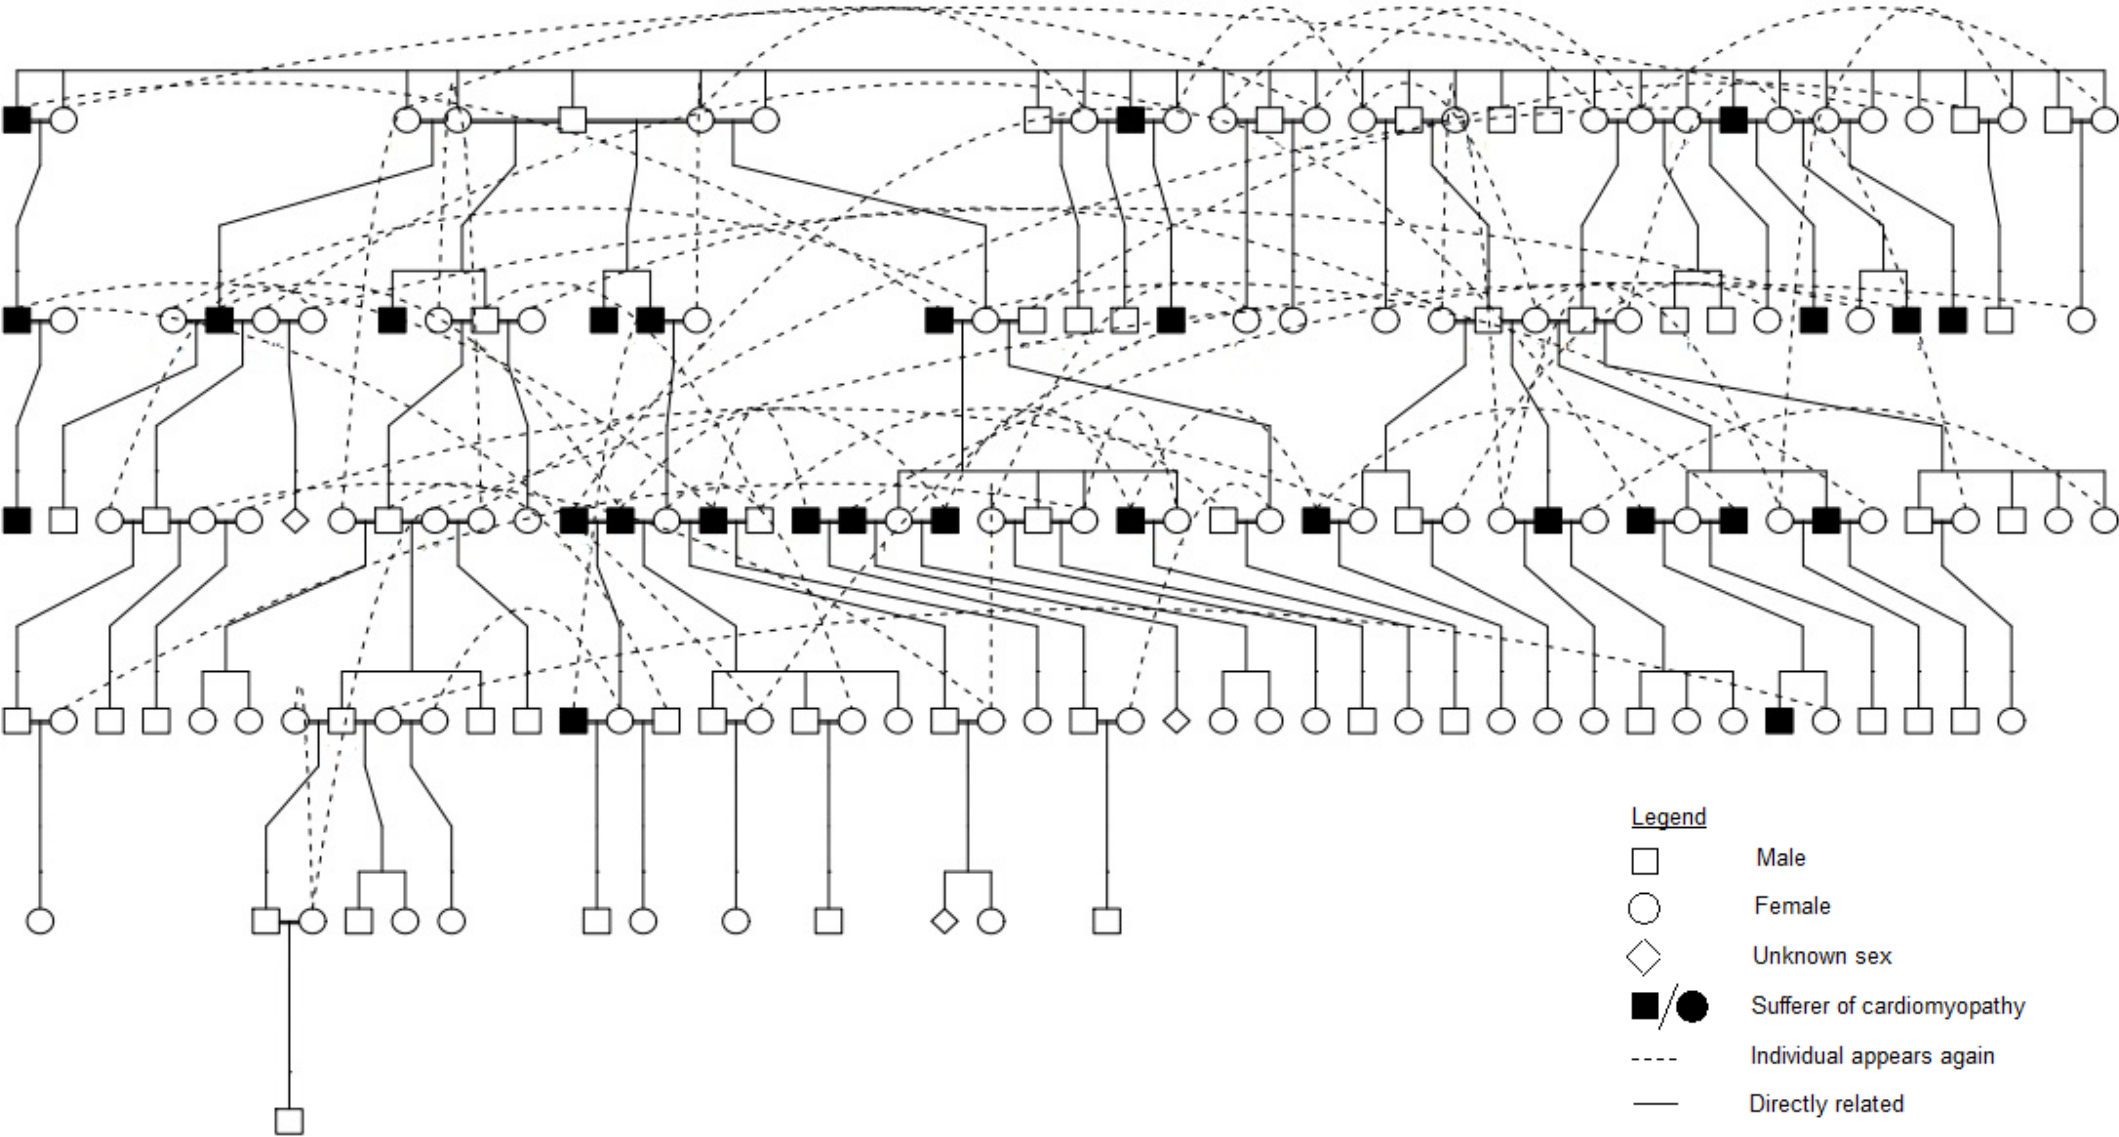 Legend
Male
Female
Unknown sex
Sufferer of cardiomyopathy
Individual appears again
Directly related